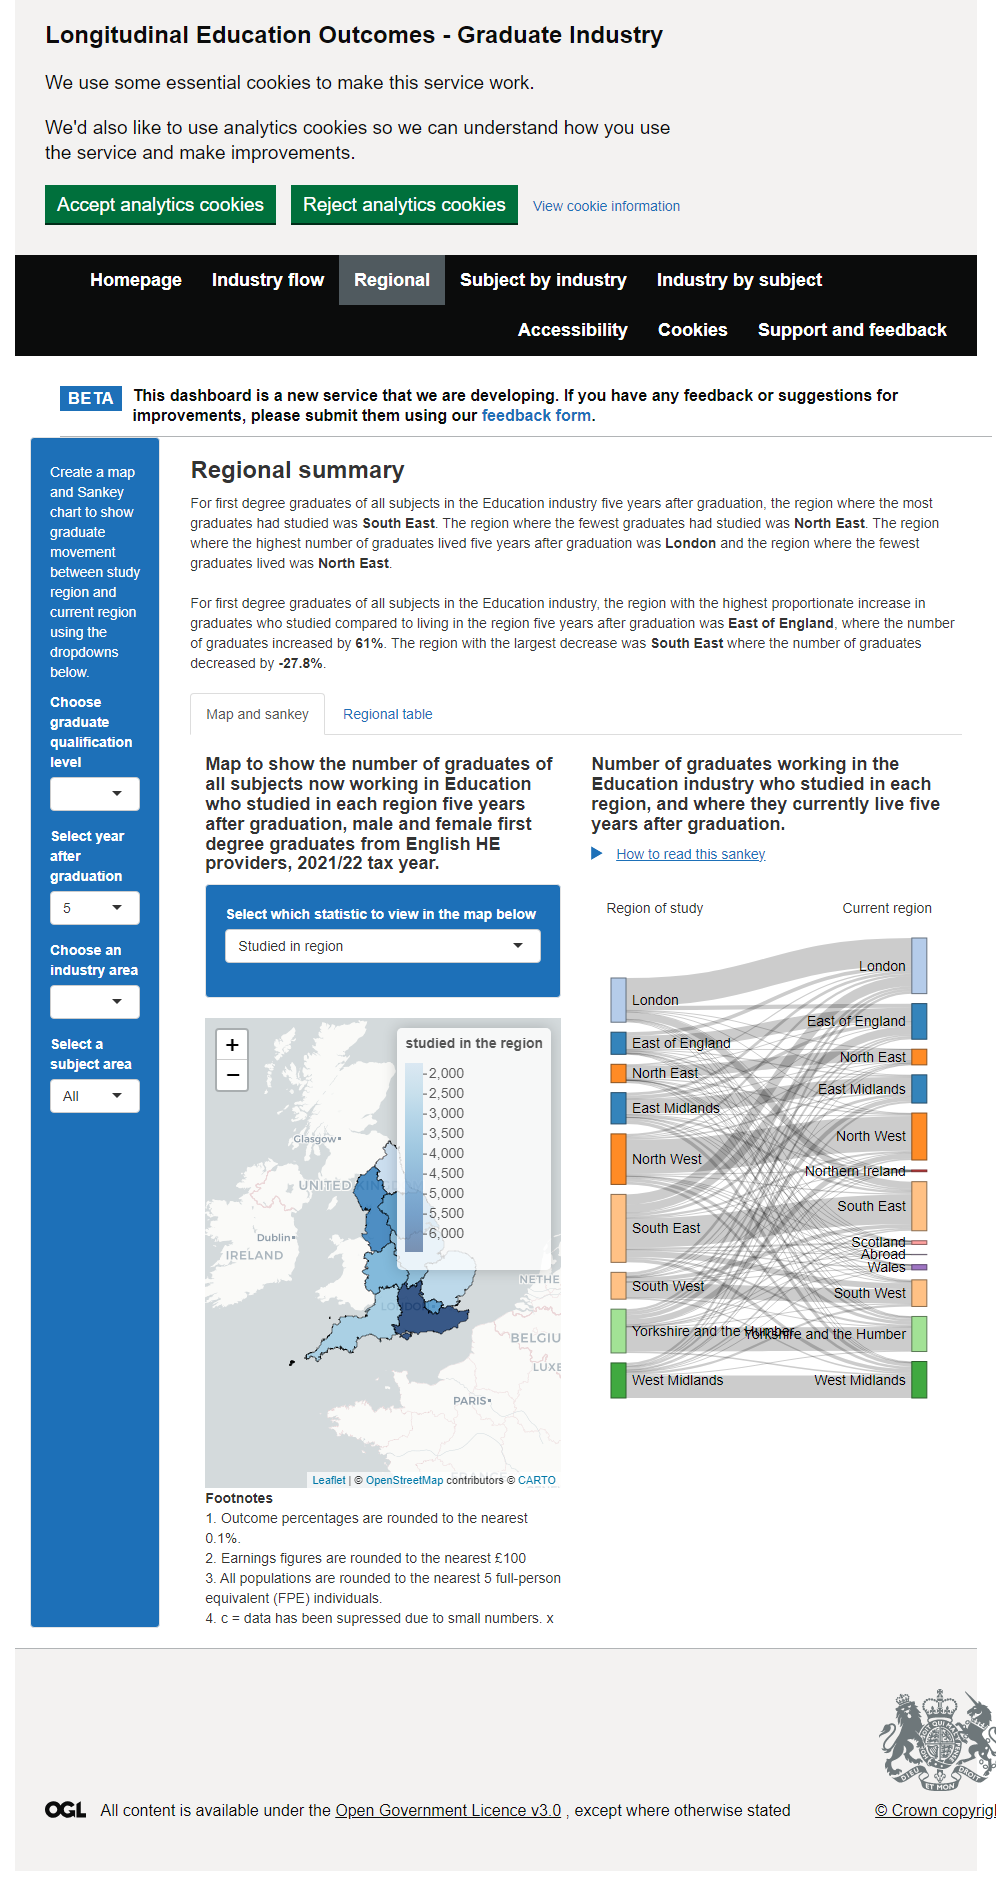 Longitudinal Education Outcomes - Graduate Industry
We use some essential cookies to make this service work.
We'd also like to use analytics cookies so we can understand how you use
the service and make improvements.
Accept analytics cookies
Reject analytics cookies
View cookie information
Homepage
Industry flow
Regional
Subject by industry
Industry by subject
Accessibility
Cookies
Support and feedback
BETA
This dashboard is a new service that we are developing. If you have any feedback or suggestions for
improvements, please submit them using our feedback form.
Create a map
and Sankey
chart to show
graduate
movement
between study
region and
current region
using the
dropdowns
below.
Choose
graduate
qualification
level
Select year
after
graduation
5
Choose an
industry area
Select a
subject area
All
Regional summary
For first degree graduates of all subjects in the Education industry five years after graduation, the region where the most
graduates had studied was South East. The region where the fewest graduates had studied was North East. The region
where the highest number of graduates lived five years after graduation was London and the region where the fewest
graduates lived was North East.
For first degree graduates of all subjects in the Education industry, the region with the highest proportionate increase in
graduates who studied compared to living in the region five years after graduation was East of England, where the number
of graduates increased by 61%. The region with the largest decrease was South East where the number of graduates
decreased by -27.8%.
Map and sankey
Regional table
Map to show the number of graduates of
all subjects now working in Education
who studied in each region five years
after graduation, male and female first
degree graduates from English HE
providers, 2021/22 tax year.
Select which statistic to view in the map below
Studied in region
+
−
studied in the region
2,000
2,500
3,000
3,500
4,000
4,500
5,000
5,500
6,000
Glasgow
UNITED KINGDOM
Dublin
IRELAND
LONDON
NETHE
BELGIU
LUXE
PARIS
Leaflet | © OpenStreetMap contributors © CARTO
Footnotes
1. Outcome percentages are rounded to the nearest
0.1%.
2. Earnings figures are rounded to the nearest £100
3. All populations are rounded to the nearest 5 full-person
equivalent (FPE) individuals.
4. c = data has been supressed due to small numbers. x
Number of graduates working in the
Education industry who studied in each
region, and where they currently live five
years after graduation.
How to read this sankey
Region of study
Current region
London
East of England
North East
East Midlands
North West
South East
South West
Yorkshire and the Humber
West Midlands
London
East of England
North East
East Midlands
North West
Northern Ireland
South East
Scotland
Abroad
Wales
South West
Yorkshire and the Humber
West Midlands
DIEU ET MON DROIT
OGL
All content is available under the Open Government Licence v3.0 , except where otherwise stated
© Crown copyrig